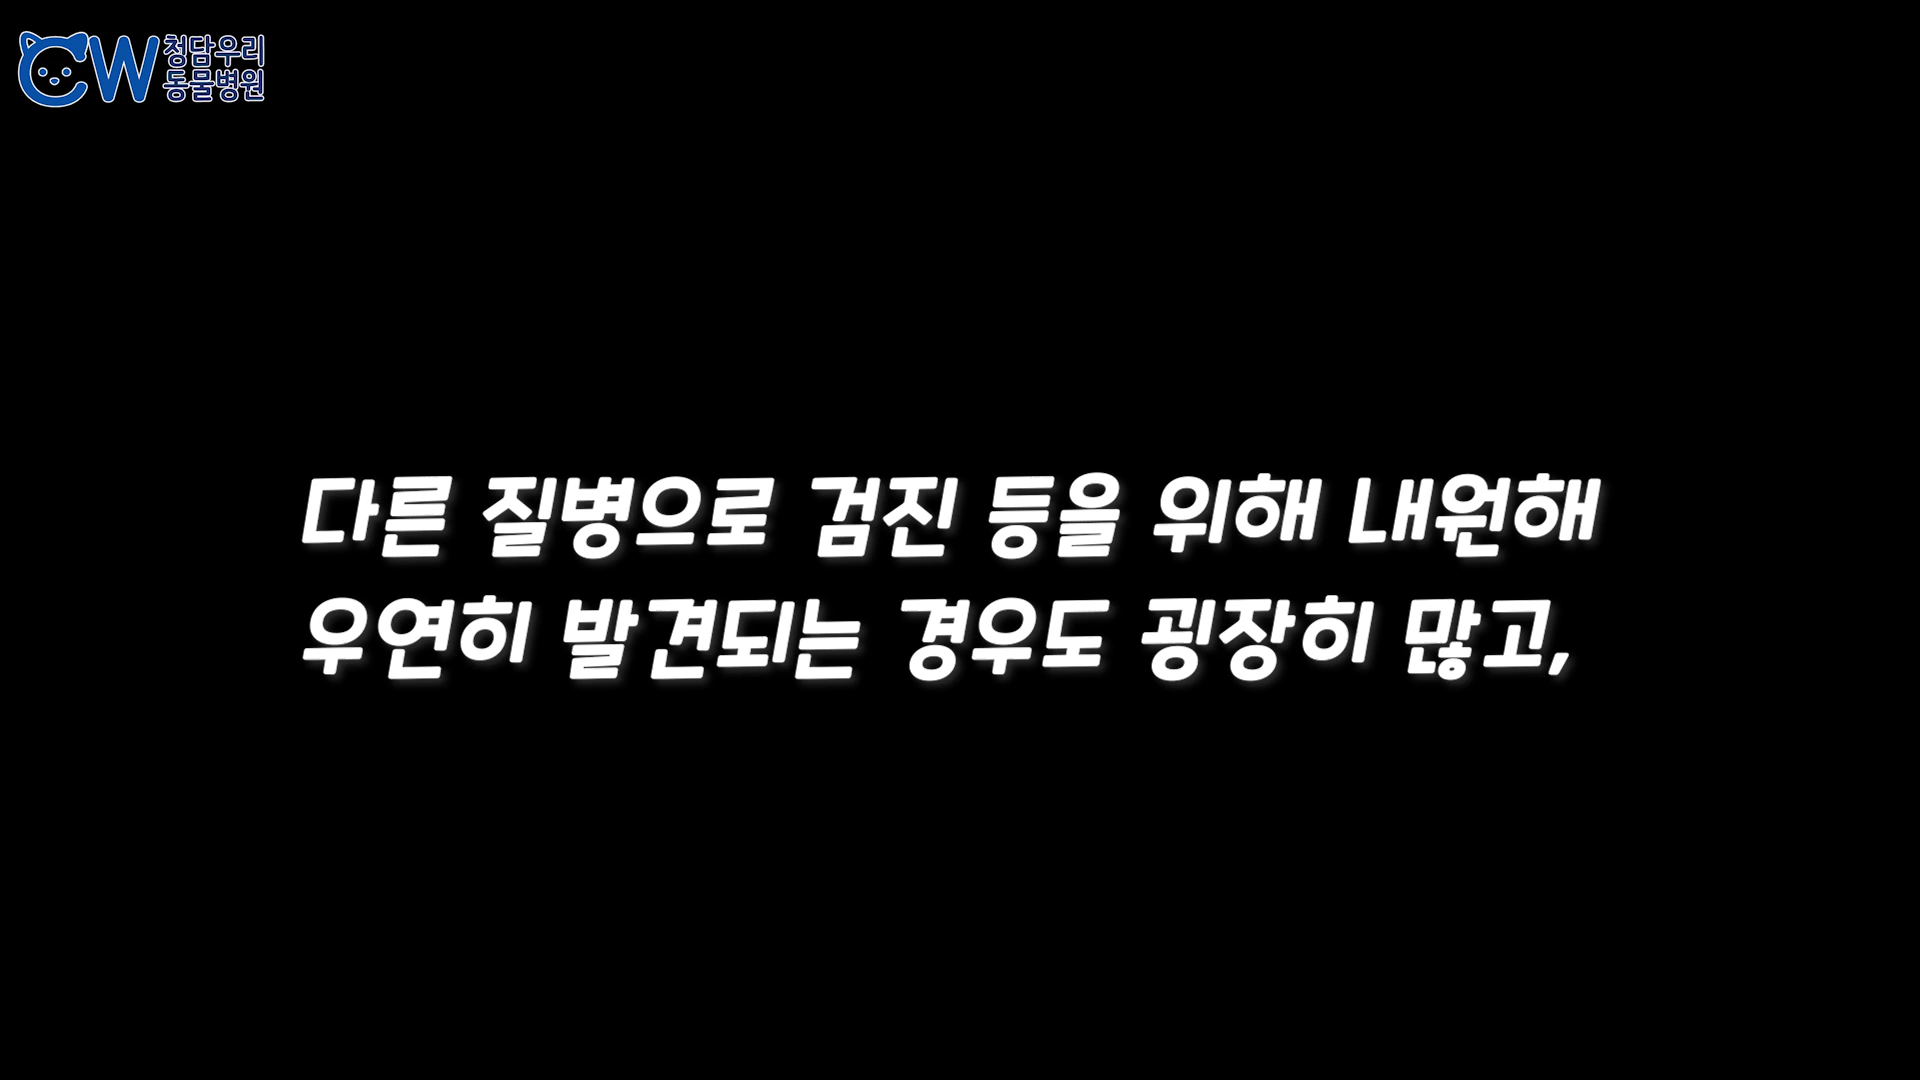 CW 청담우리
동물병원
다른 질병으로 검진 등을 위해 내원해
우연히 발견되는 경우도 굉장히 많고,